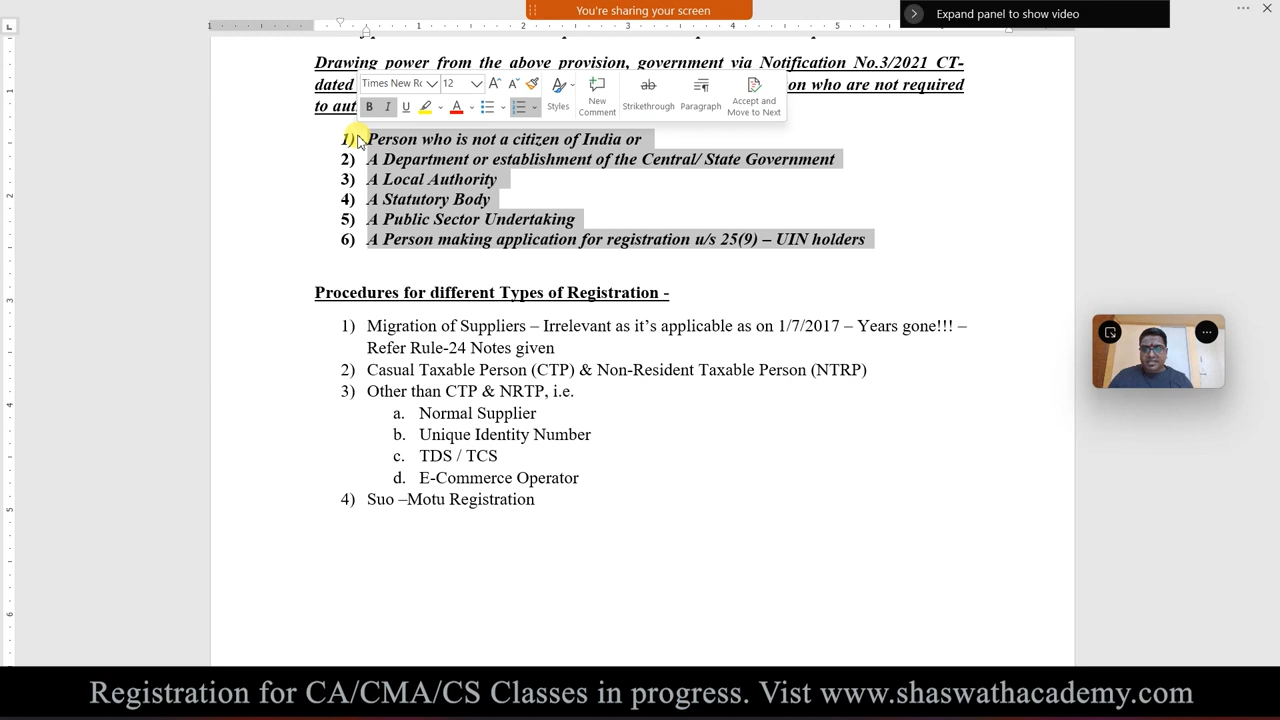 You're sharing your screen
Expand panel to show video
1 1 2 3 4 5
Drawing power from the above provision, government via Notification No.3/2021 CT-
dated on who are not required
to aut
Times New Ro 12
Styles New Comment Strikethrough Paragraph Accept and Move to Next
B I U A
1) Person who is not a citizen of India or
2) A Department or establishment of the Central/ State Government
3) A Local Authority
4) A Statutory Body
5) A Public Sector Undertaking
6) A Person making application for registration u/s 25(9) – UIN holders
Procedures for different Types of Registration -
1) Migration of Suppliers – Irrelevant as it's applicable as on 1/7/2017 – Years gone!!! –
Refer Rule-24 Notes given
2) Casual Taxable Person (CTP) & Non-Resident Taxable Person (NTRP)
3) Other than CTP & NRTP, i.e.
a. Normal Supplier
b. Unique Identity Number
c. TDS / TCS
d. E-Commerce Operator
4) Suo –Motu Registration
Registration for CA/CMA/CS Classes in progress. Vist www.shaswathacademy.com